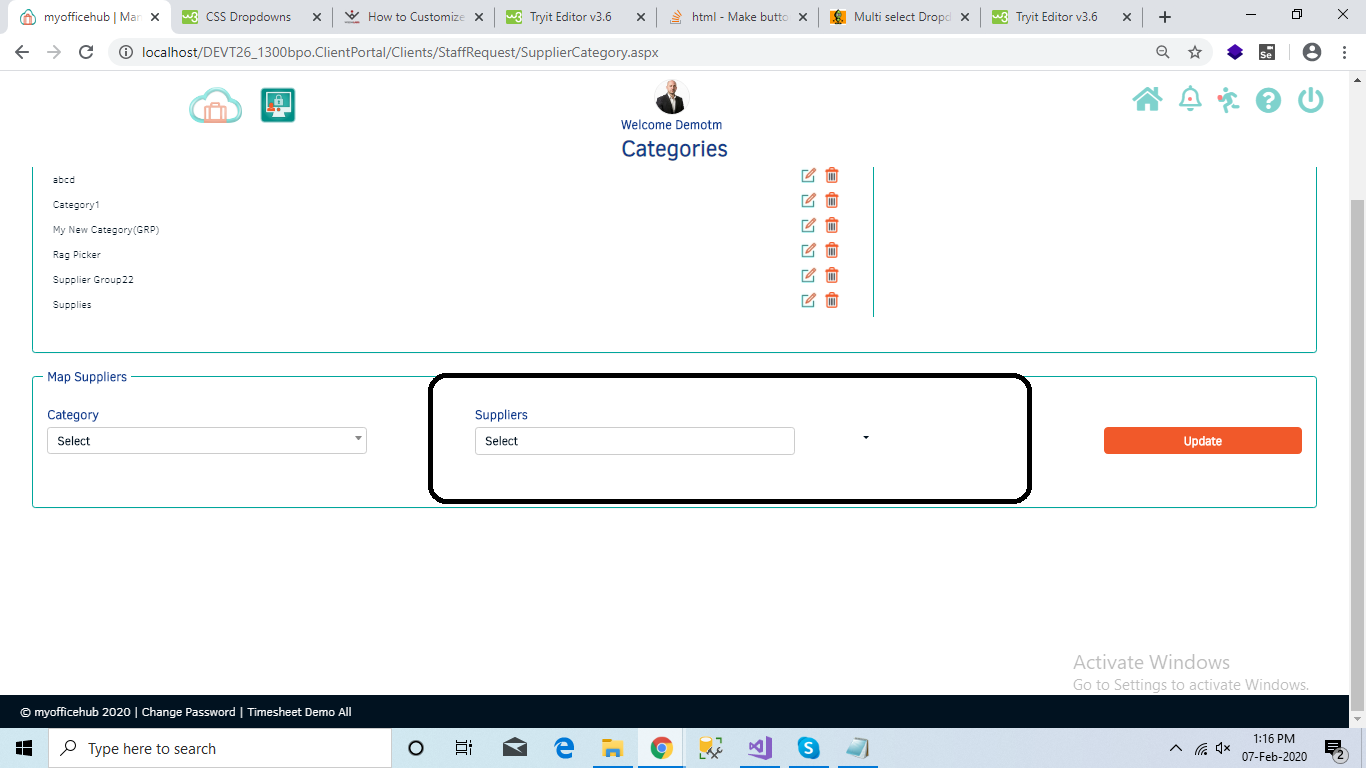 myofficehub | Mar
CSS Dropdowns
How to Customize
Tryit Editor v3.6
html - Make butto
Multi select Dropd
Tryit Editor v3.6
localhost/DEVT26_1300bpo.ClientPortal/Clients/StaffRequest/SupplierCategory.aspx
Se
Welcome Demotm
Categories
abcd
Category1
My New Category(GRP)
Rag Picker
Supplier Group22
Supplies
Map Suppliers
Category
Suppliers
Select
Select
Update
Activate Windows
Go to Settings to activate Windows.
© myofficehub 2020 | Change Password | Timesheet Demo All
Type here to search
1:16 PM
07-Feb-2020
2